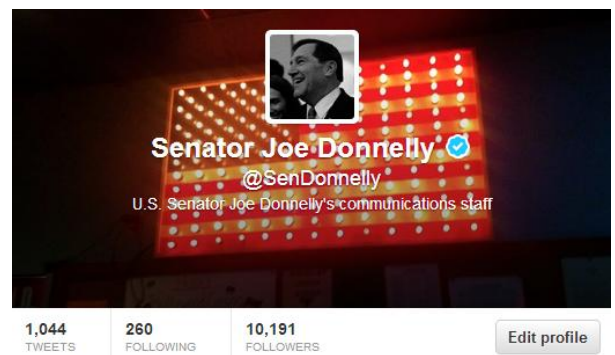 Senator Joe Donnelly
@SenDonnelly
U.S. Senator Joe Donnelly's communications staff
1,044 260 10,191
TWEETS FOLLOWING FOLLOWERS
Edit profile